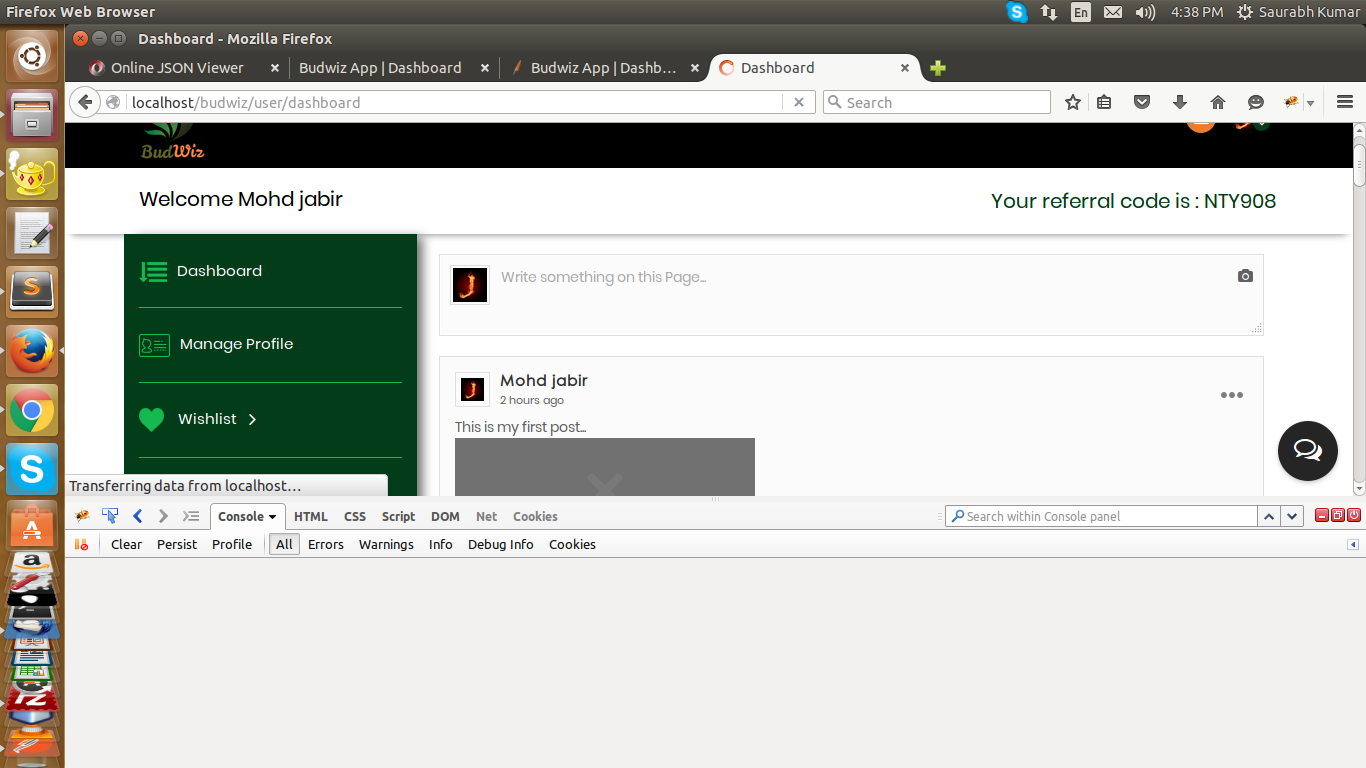 Firefox Web Browser
En
4:38 PM
Saurabh Kumar
Dashboard - Mozilla Firefox
Online JSON Viewer
Budwiz App | Dashboard
Budwiz App | Dashb...
Dashboard
localhost/budwiz/user/dashboard
Search
BudWiz
Welcome Mohd jabir
Your referral code is : NTY908
Dashboard
Manage Profile
Wishlist
Write something on this Page...
Mohd jabir
2 hours ago
This is my first post...
Transferring data from localhost...
Console
HTML
CSS
Script
DOM
Net
Cookies
Search within Console panel
Clear
Persist
Profile
All
Errors
Warnings
Info
Debug Info
Cookies